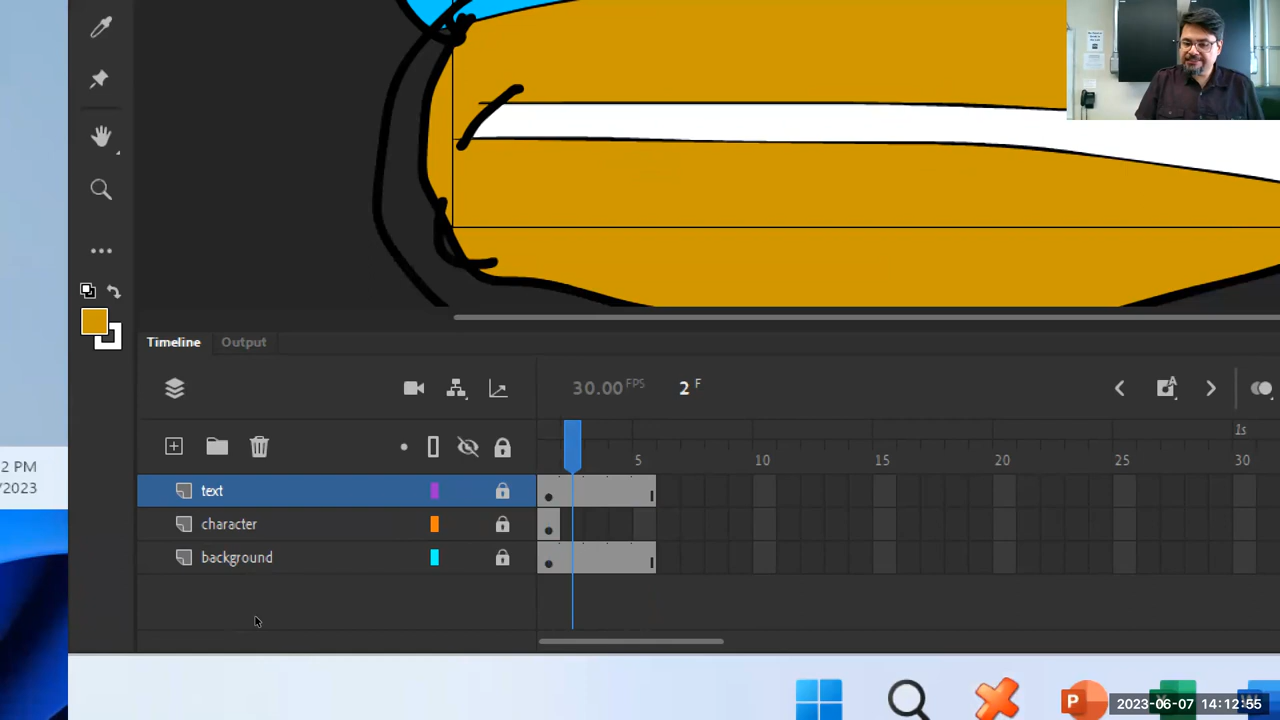 Timeline Output
30.00 FPS 2 F
1s
5 10 15 20 25 30
text
character
background
2 PM
/2023
P
2023-06-07 14:12:55